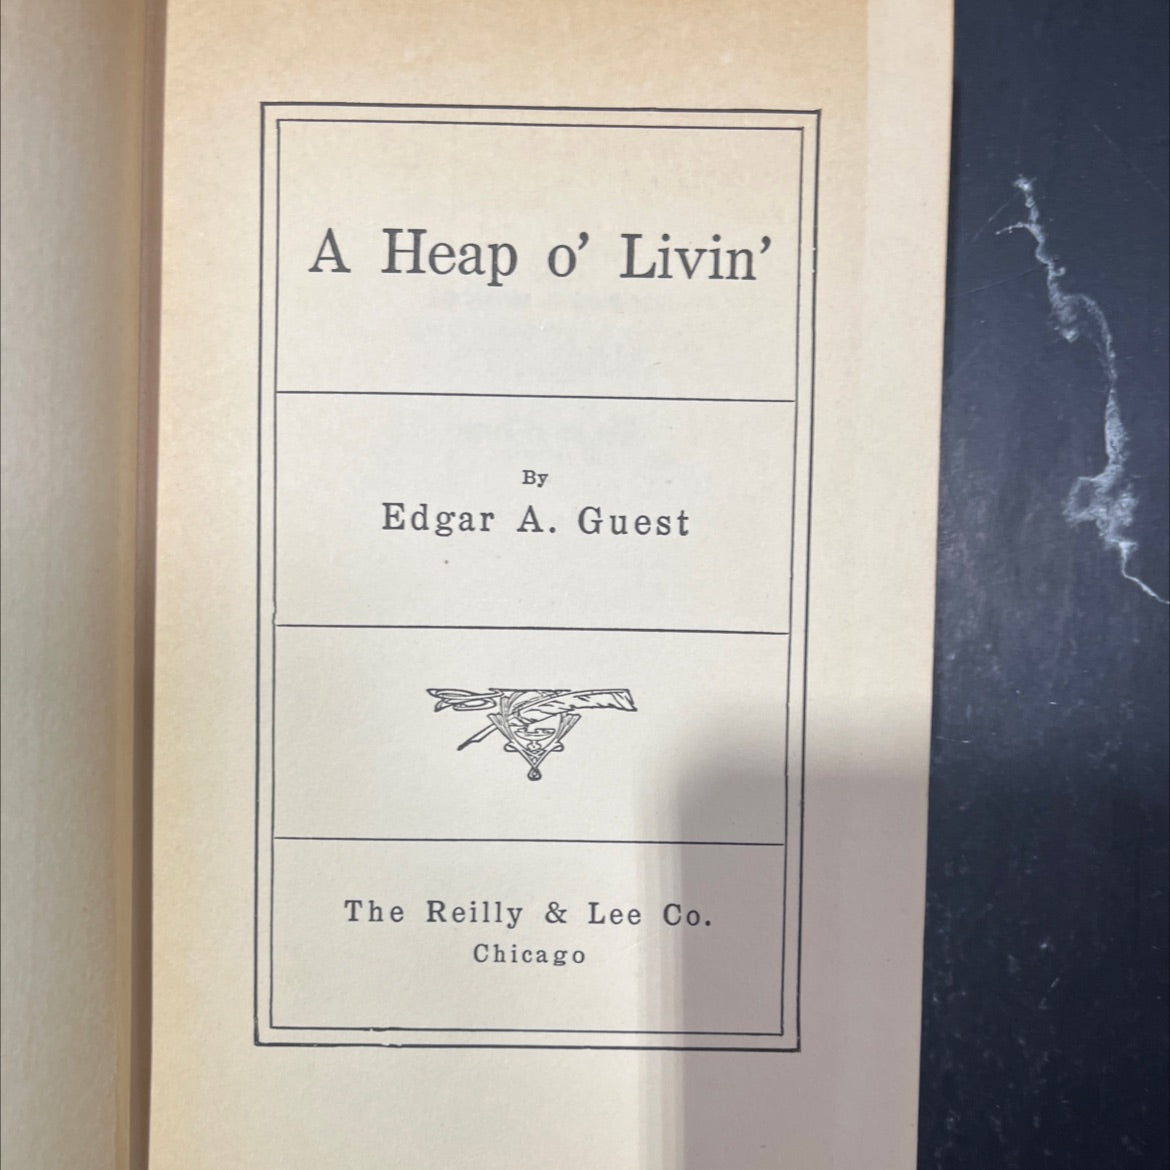 A Heap o’ Livin’
By
Edgar A. Guest
The Reilly & Lee Co.
Chicago